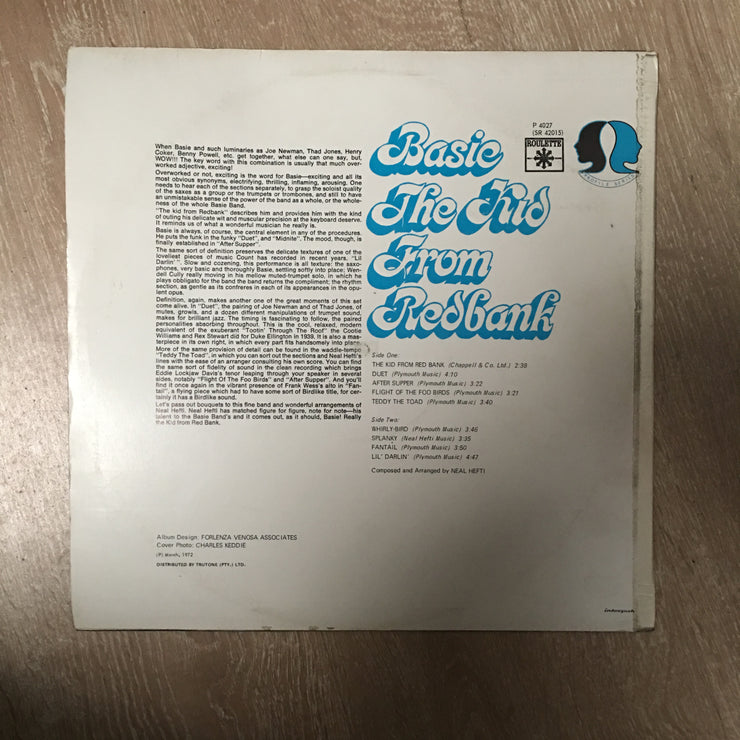 P 4027
(SR 42015)
ROULETTE
PROFILE SERIES
Basie
The Kid
From
Redbank
When Basie and such luminaries as Joe Newman, Thad Jones, Henry
Coker, Benny Powell, etc. get together, what else can one say, but,
WOW!!! The key word with this combination is usually that much over-
worked adjective, exciting!
Overworked or not, exciting is the word for Basie—exciting and all its
most obvious synonyms, electrifying, thrilling, inflaming, arousing. One
needs to hear each of the sections separately, to grasp the soloist quality
of the saxes as a group or the trumpets or trombones, and still to have
an unmistakable sense of the power of the band as a whole, or the whole-
ness of the whole Basie Band.
"The kid from Redbank" describes him and provides him with the kind
of outing his delicate wit and muscular precision at the keyboard deserve.
It reminds us of what a wonderful musician he really is.
Basie is always, of course, the central element in any of the procedures.
He puts the funk in the funky "Duet", and "Midnite". The mood, though, is
finally established in "After Supper".
The same sort of definition preserves the delicate textures of one of the
loveliest pieces of music Count has recorded in recent years, "Lil
Darlin'". Slow and cozening, this performance is all texture: the saxo-
phones, very basic and thoroughly Basie, settling softly into place; Wen-
dell Cully really moving in his mellow muted-trumpet solo, in which he
plays obbligato for the band the band returns the compliment; the rhythm
section, as gentle as its confreres in each of its appearances in the opu-
lent opus.
Definition, again, makes another one of the great moments of this set
come alive. In "Duet", the pairing of Joe Newman and of Thad Jones, of
mutes, growls, and a dozen different manipulations of trumpet sound,
makes for brilliant jazz. The timing is fascinating to follow, the paired
personalities absorbing throughout. This is the cool, relaxed, modern
equivalent of the exuberant "Tootin' Through The Roof" the Cootie
Williams and Rex Stewart did for Duke Ellington in 1939. It is also a mas-
terpiece in its own right, in which every part fits handsomely into place.
More of the same provision of detail can be found in the waddle-tempo
"Teddy The Toad", in which you can sort out the sections and Neal Hefti's
lines with the ease of an arranger consulting his own score. You can find
the same sort of fidelity of sound in the clean recording which brings
Eddie Lockjaw Davis's tenor leaping through your speaker in several
sides, notably "Flight Of The Foo Birds" and "After Supper". And you'll
find it once again in the vibrant presence of Frank Wess's alto in "Fan-
tail", a flying piece which had to have some sort of Birdlike title, for cer-
tainly it has a Birdlike sound.
Let's pass out bouquets to this fine band and wonderful arrangements
of Neal Hefti. Neal Hefti has matched figure for figure, note for note—his
talent to the Basie Band's and it comes out, as it should, Basie! Really
the Kid from Red Bank.
Side One:
THE KID FROM RED BANK (Chappell & Co. Ltd.) 2:38
DUET (Plymouth Music) 4:10
AFTER SUPPER (Plymouth Music) 3:22
FLIGHT OF THE FOO BIRDS (Plymouth Music) 3:21
TEDDY THE TOAD (Plymouth Music) 3:40
Side Two:
WHIRLY-BIRD (Plymouth Music) 3:46
SPLANKY (Neal Hefti Music) 3:35
FANTAIL (Plymouth Music) 3:50
LIL' DARLIN' (Plymouth Music) 4:47
Composed and Arranged by NEAL HEFTI
Album Design: FORLENZA VENOSA ASSOCIATES
Cover Photo: CHARLES KEDDIE
(P) March, 1972
DISTRIBUTED BY TRUTONE (PTY.) LTD.
interpak